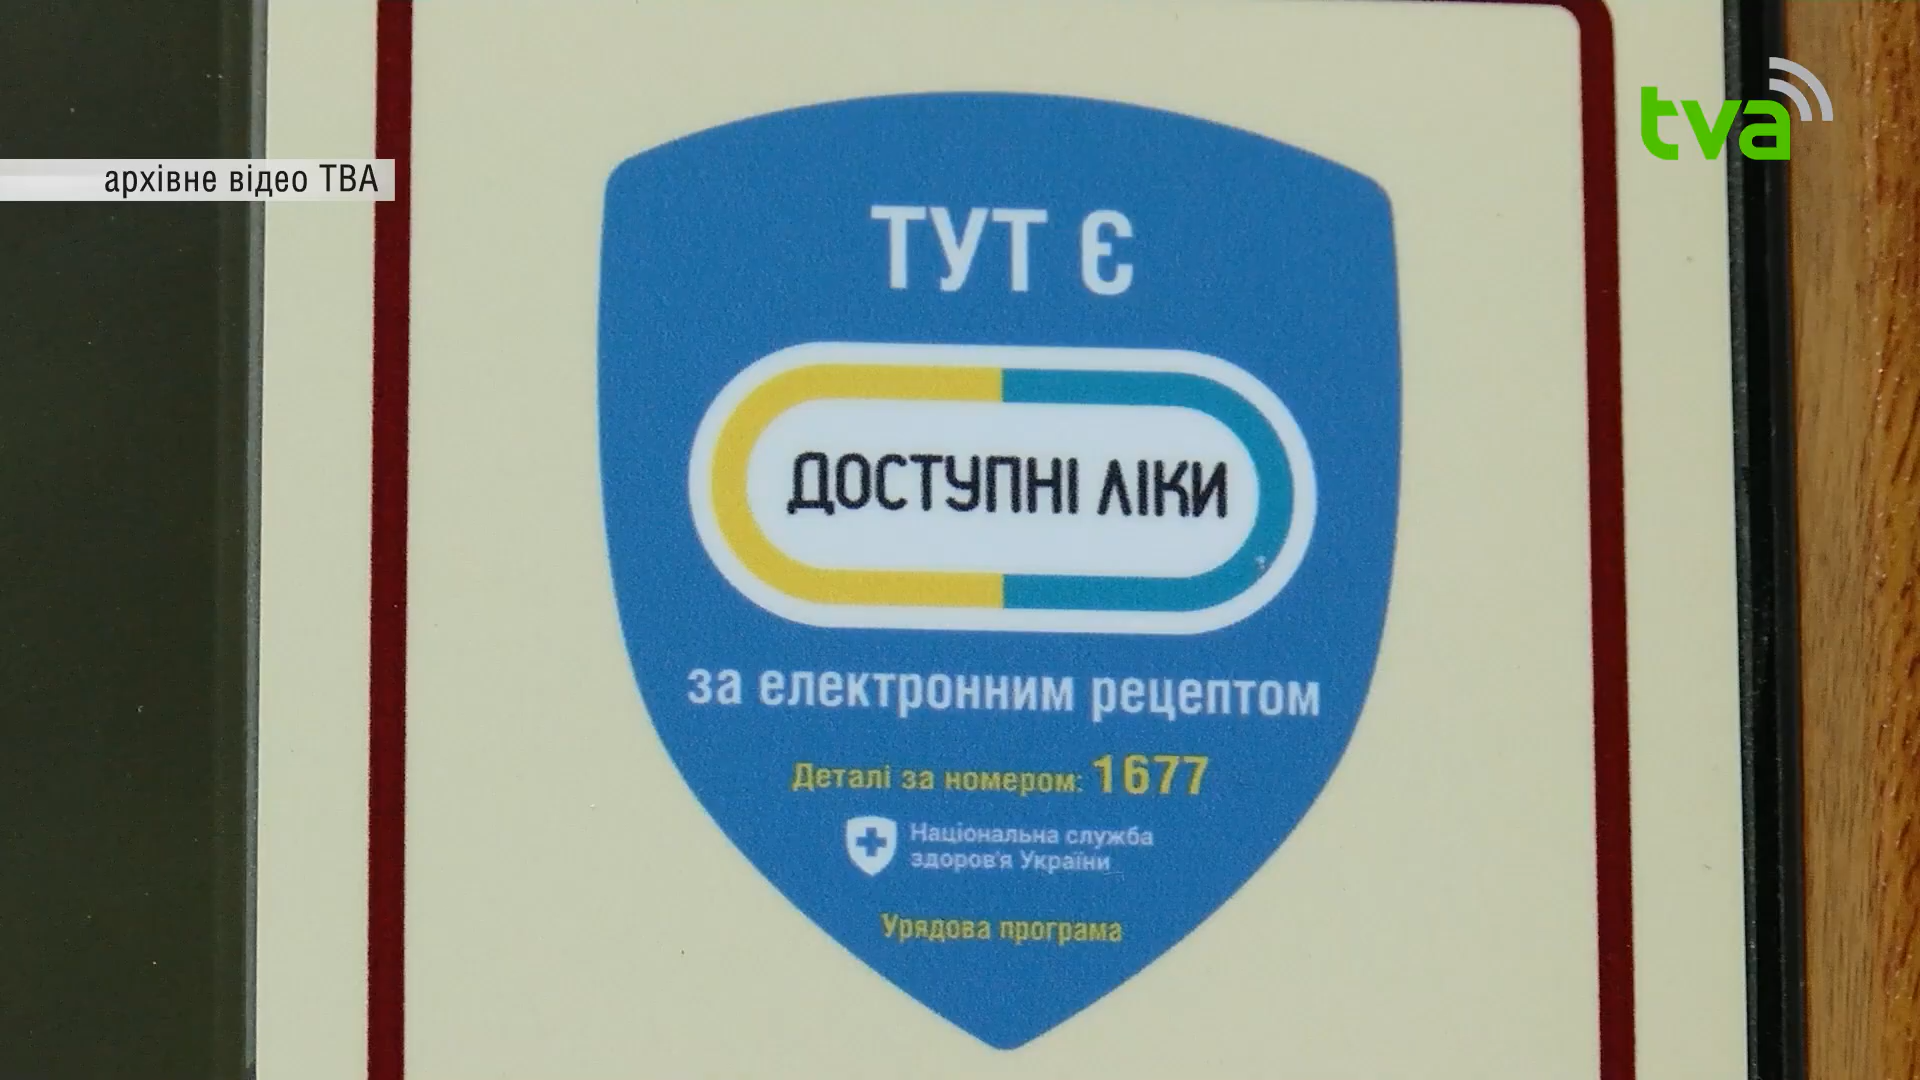 tva
архівне відео ТВА
ТУТ Є
ДОСТУПНІ ЛІКИ
за електронним рецептом
Деталі за номером: 1677
Національна служба
здоров'я України
Урядова програма